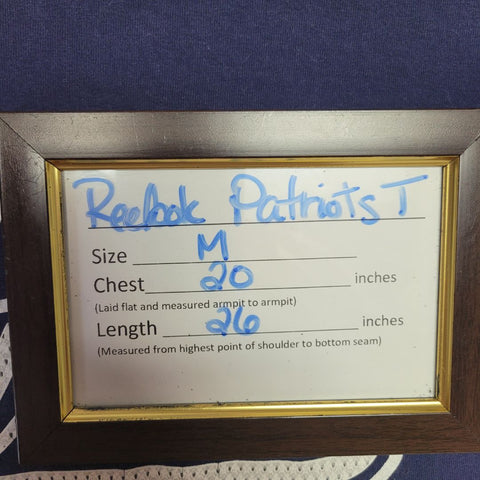 Reebok Patriots T
Size M
Chest 20 inches
(Laid flat and measured armpit to armpit)
Length 26 inches
(Measured from highest point of shoulder to bottom seam)